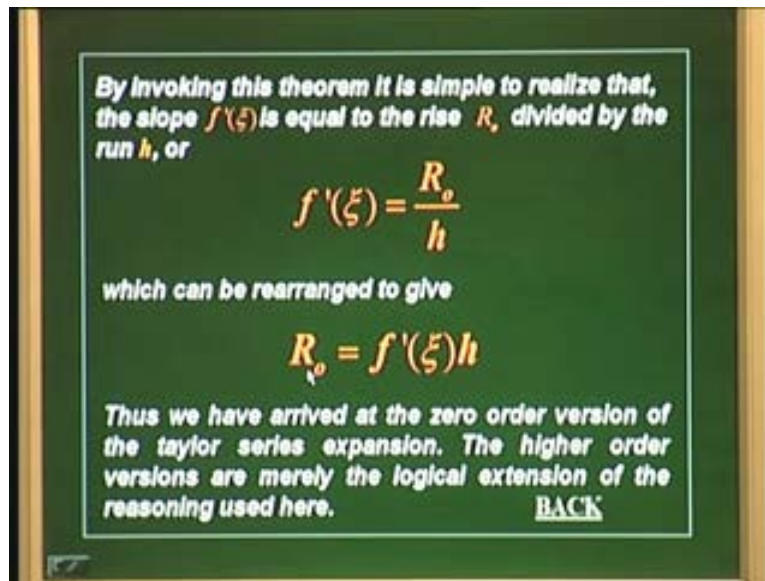 By invoking this theorem it is simple to realize that,
the slope f'(ξ) is equal to the rise Rₒ divided by the
run h, or
f'(ξ) = Rₒ / h
which can be rearranged to give
Rₒ = f'(ξ)h
Thus we have arrived at the zero order version of
the taylor series expansion. The higher order
versions are merely the logical extension of the
reasoning used here. BACK